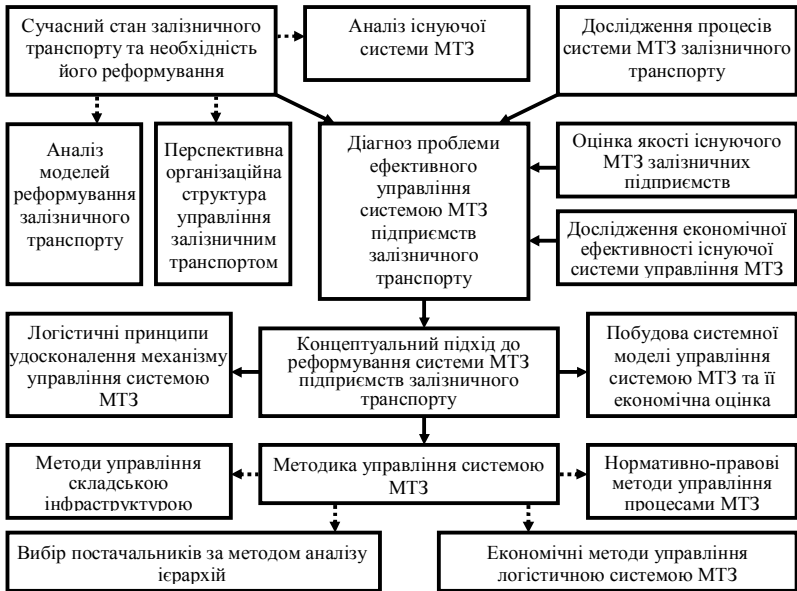 Сучасний стан залізничного
транспорту та необхідність
його реформування
Аналіз існуючої
системи МТЗ
Дослідження процесів
системи МТЗ залізничного
транспорту
Аналіз
моделей
реформування
залізничного
транспорту
Перспективна
організаційна
структура
управління
залізничним
транспортом
Діагноз проблеми
ефективного
управління
системою МТЗ
підприємств
залізничного
транспорту
Оцінка якості існуючого
МТЗ залізничних
підприємств
Дослідження економічної
ефективності існуючої
системи управління МТЗ
Логістичні принципи
удосконалення механізму
управління системою
МТЗ
Концептуальний підхід до
реформування системи МТЗ
підприємств залізничного
транспорту
Побудова системної
моделі управління
системою МТЗ та її
економічна оцінка
Методи управління
складською
інфраструктурою
Методика управління системою
МТЗ
Нормативно-правові
методи управління
процесами МТЗ
Вибір постачальників за методом аналізу
ієрархій
Економічні методи управління
логістичною системою МТЗ